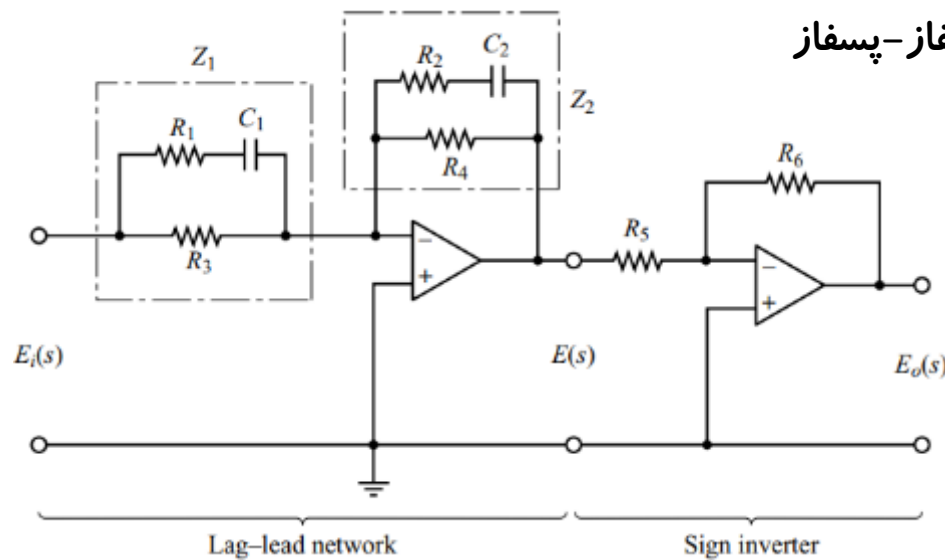 فاز-پسفاز
Z₁
C₁
R₁
R₃
R₂
C₂
Z₂
R₄
R₆
R₅
−
+
−
+
Eᵢ(s)
E(s)
Eₒ(s)
Lag–lead network
Sign inverter